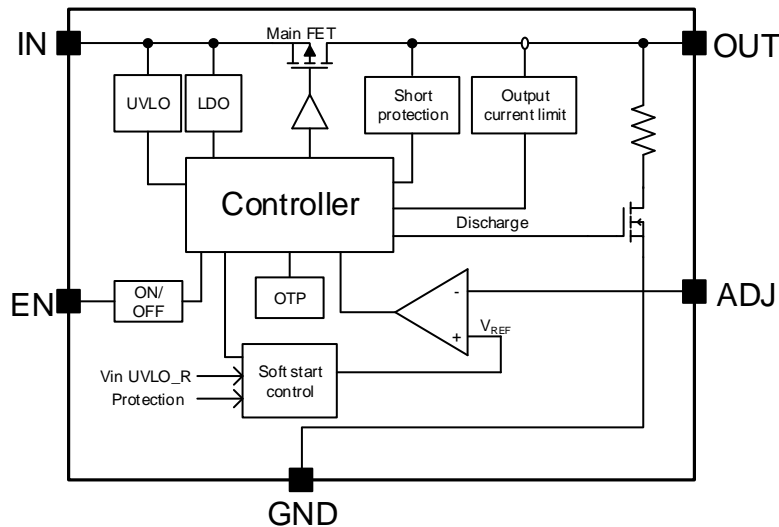 Main FET
IN
OUT
UVLO
LDO
Short
protection
Output
current limit
Controller
Discharge
EN
ON/
OFF
OTP
-
+
ADJ
VREF
Vin UVLO_R
Protection
Soft start
control
GND